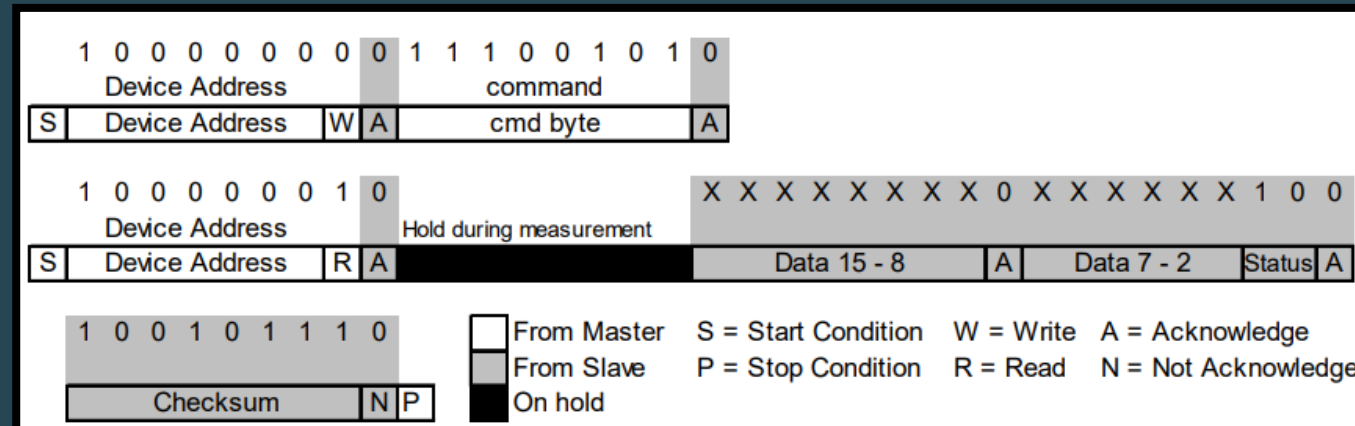 1 0 0 0 0 0 0 0 0 1 1 1 0 0 1 0 1 0
Device Address command
S Device Address W A cmd byte A
1 0 0 0 0 0 0 1 0 X X X X X X X X 0 X X X X X X 1 0 0
Device Address Hold during measurement
S Device Address R A Data 15 - 8 A Data 7 - 2 Status A
1 0 0 1 0 1 1 1 0 From Master S = Start Condition W = Write A = Acknowledge
From Slave P = Stop Condition R = Read N = Not Acknowledge
Checksum N P On hold